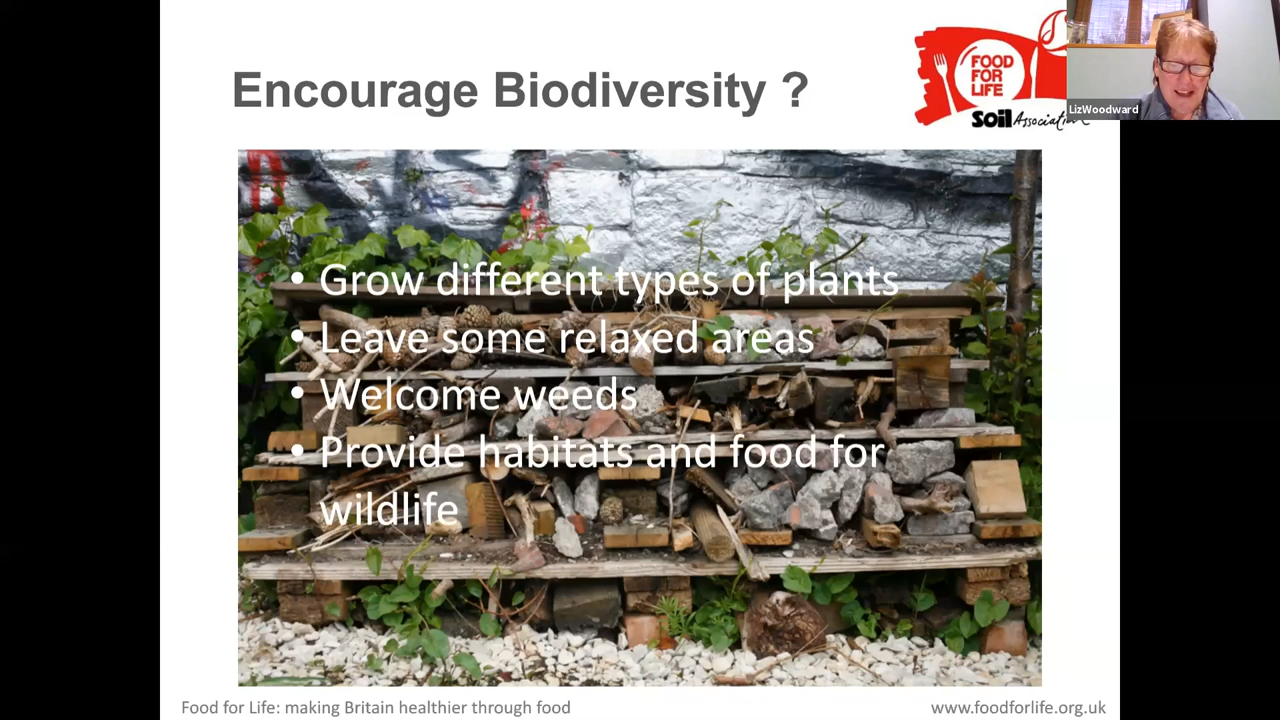 Encourage Biodiversity ?
FOOD
FOR
LIFE
Soil Association
LizWoodward
• Grow different types of plants
• Leave some relaxed areas
• Welcome weeds
• Provide habitats and food for
wildlife
Food for Life: making Britain healthier through food
www.foodforlife.org.uk